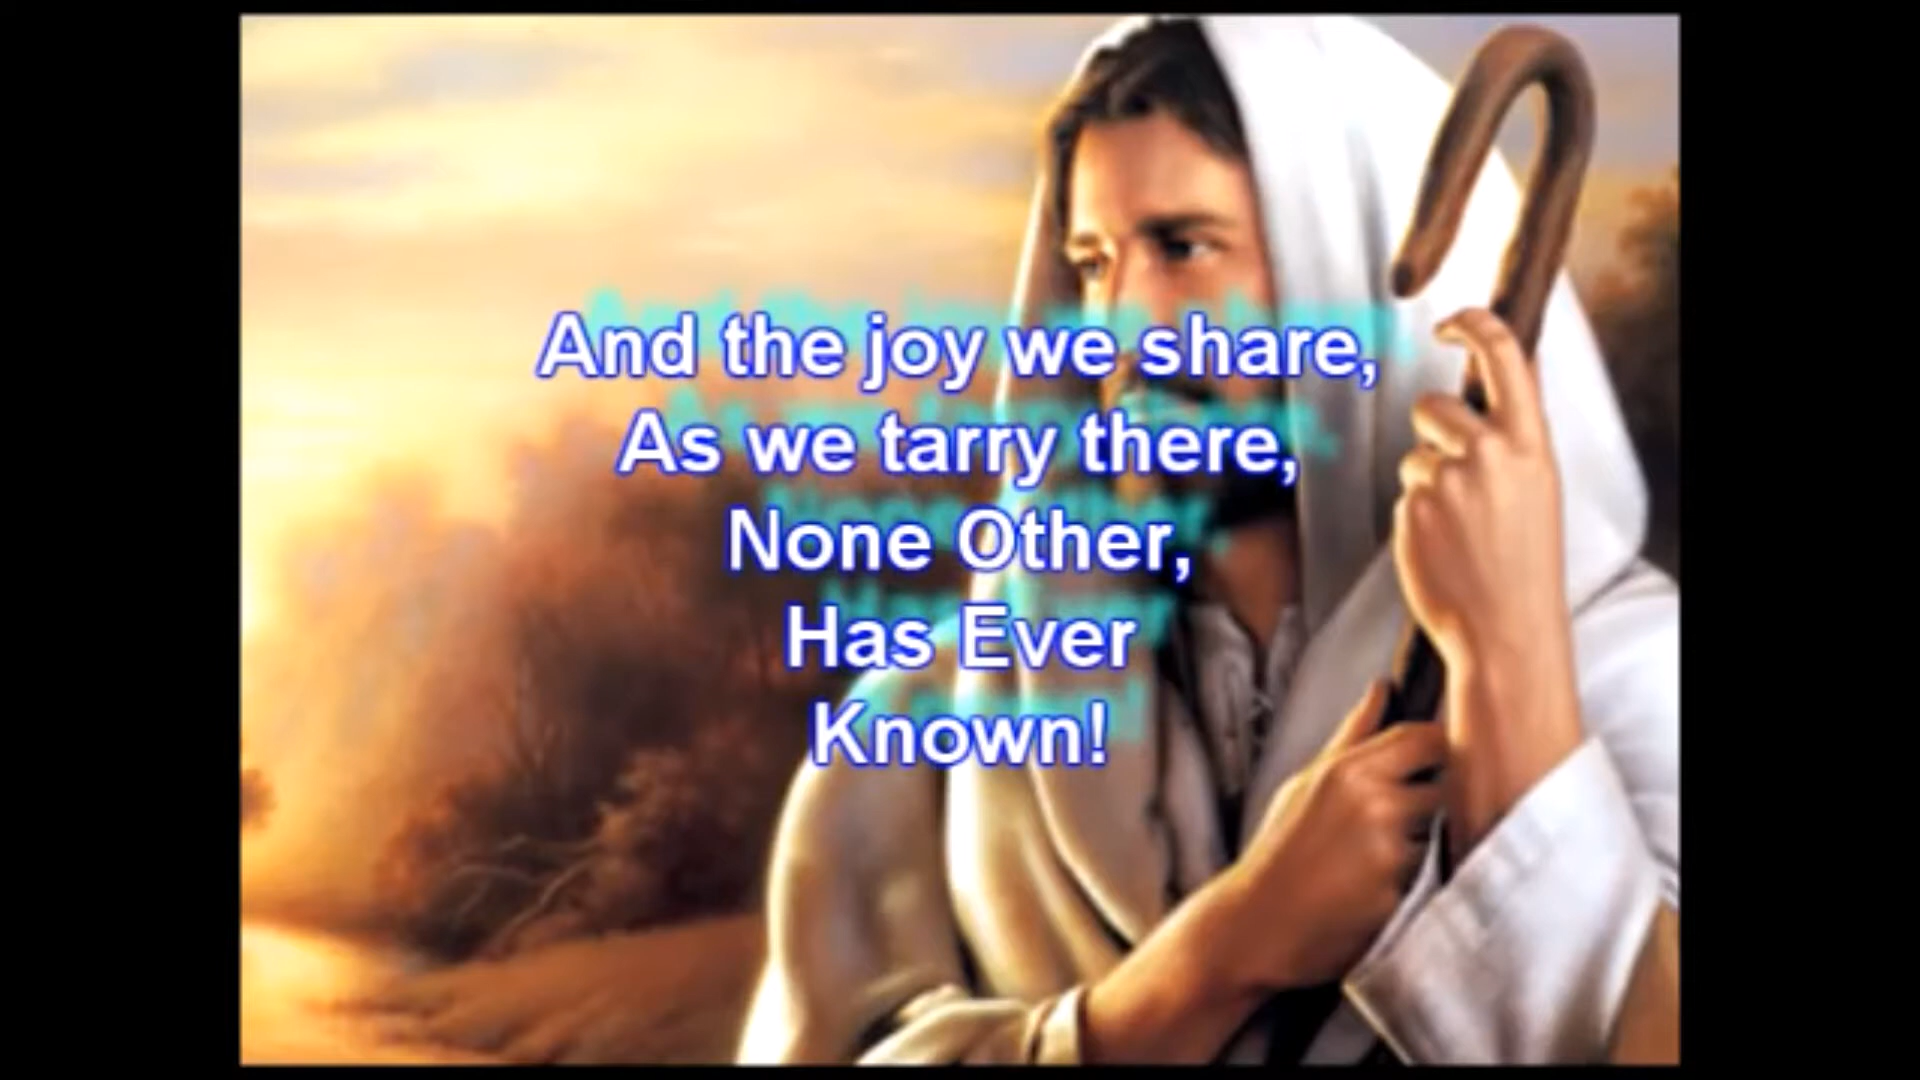 And the joy we share,
As we tarry there,
None Other,
Has Ever
Known!